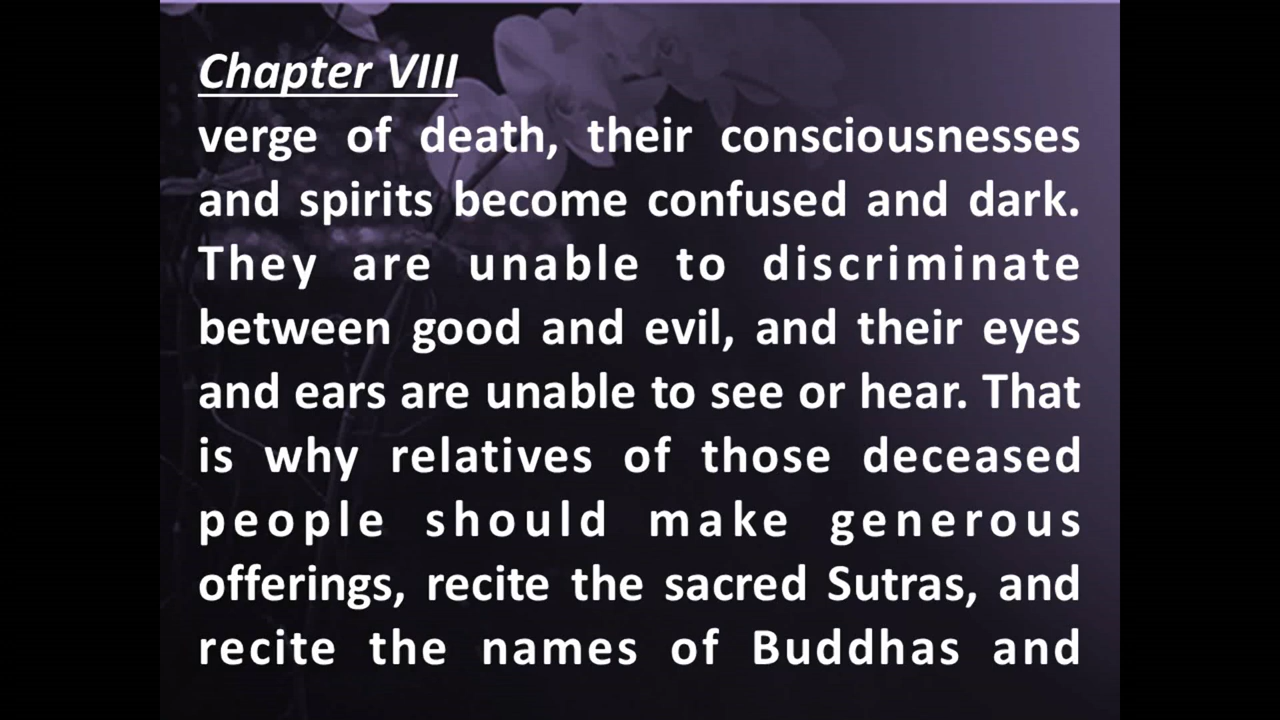 Chapter VIII
verge of death, their consciousnesses
and spirits become confused and dark.
They are unable to discriminate
between good and evil, and their eyes
and ears are unable to see or hear. That
is why relatives of those deceased
people should make generous
offerings, recite the sacred Sutras, and
recite the names of Buddhas and